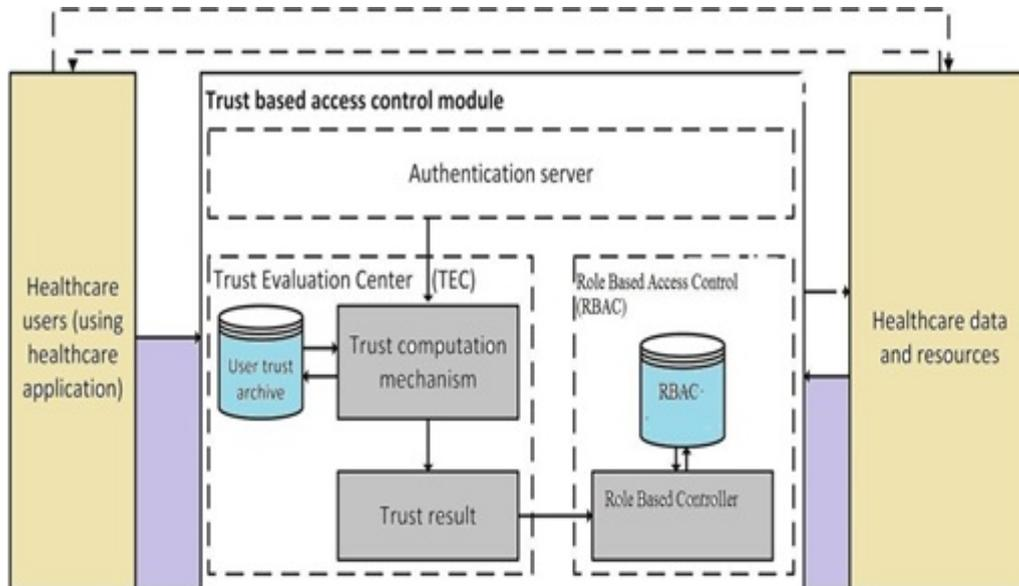 Trust based access control module
Authentication server
Healthcare
users (using
healthcare
application)
Trust Evaluation Center (TEC)
User trust
archive
Trust computation
mechanism
Trust result
Role Based Access Control
(RBAC)
RBAC
Role Based Controller
Healthcare data
and resources